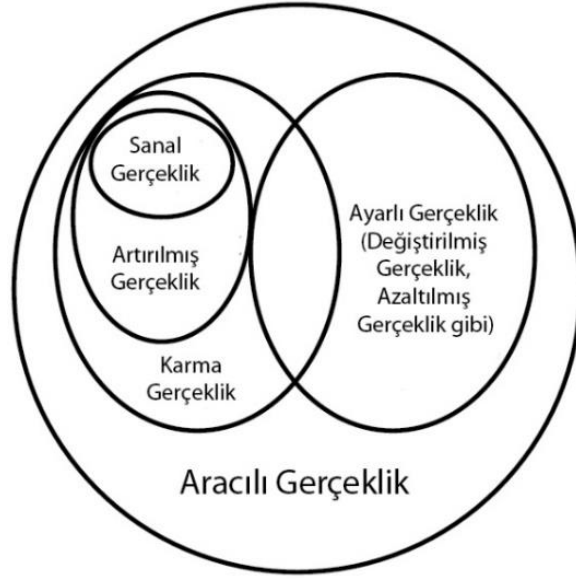 Sanal
Gerçeklik
Artırılmış
Gerçeklik
Karma
Gerçeklik
Ayarlı Gerçeklik
(Değiştirilmiş
Gerçeklik,
Azaltılmış
Gerçeklik gibi)
Aracılı Gerçeklik